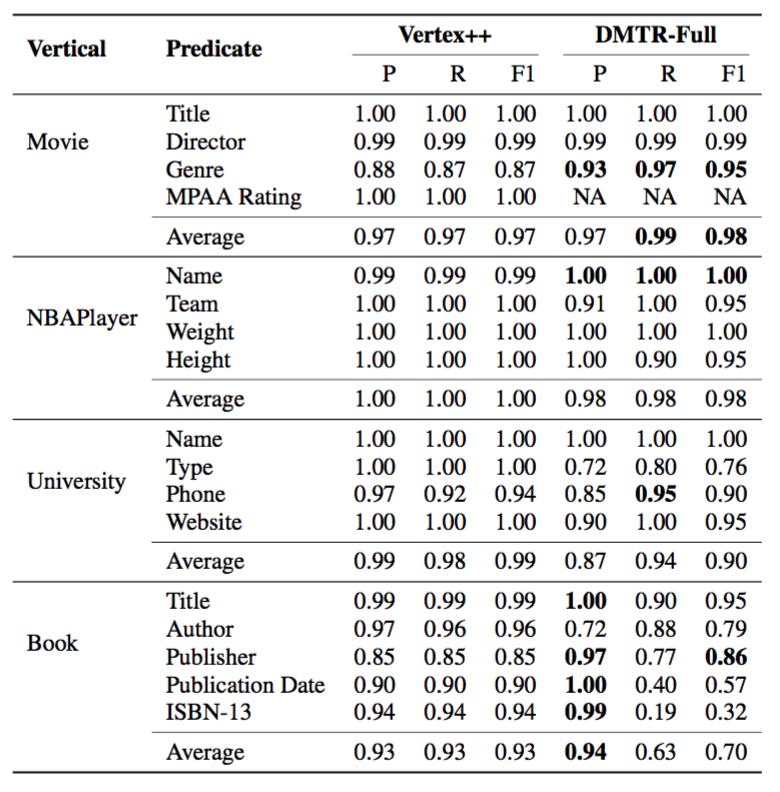 Vertical Predicate Vertex++ DMTR-Full
P R F1 P R F1
Title 1.00 1.00 1.00 1.00 1.00 1.00
Movie Director 0.99 0.99 0.99 0.99 0.99 0.99
Genre 0.88 0.87 0.87 0.93 0.97 0.95
MPAA Rating 1.00 1.00 1.00 NA NA NA
Average 0.97 0.97 0.97 0.97 0.99 0.98
Name 0.99 0.99 0.99 1.00 1.00 1.00
NBAPlayer Team 1.00 1.00 1.00 0.91 1.00 0.95
Weight 1.00 1.00 1.00 1.00 1.00 1.00
Height 1.00 1.00 1.00 1.00 0.90 0.95
Average 1.00 1.00 1.00 0.98 0.98 0.98
Name 1.00 1.00 1.00 1.00 1.00 1.00
University Type 1.00 1.00 1.00 0.72 0.80 0.76
Phone 0.97 0.92 0.94 0.85 0.95 0.90
Website 1.00 1.00 1.00 0.90 1.00 0.95
Average 0.99 0.98 0.99 0.87 0.94 0.90
Title 0.99 0.99 0.99 1.00 0.90 0.95
Book Author 0.97 0.96 0.96 0.72 0.88 0.79
Publisher 0.85 0.85 0.85 0.97 0.77 0.86
Publication Date 0.90 0.90 0.90 1.00 0.40 0.57
ISBN-13 0.94 0.94 0.94 0.99 0.19 0.32
Average 0.93 0.93 0.93 0.94 0.63 0.70